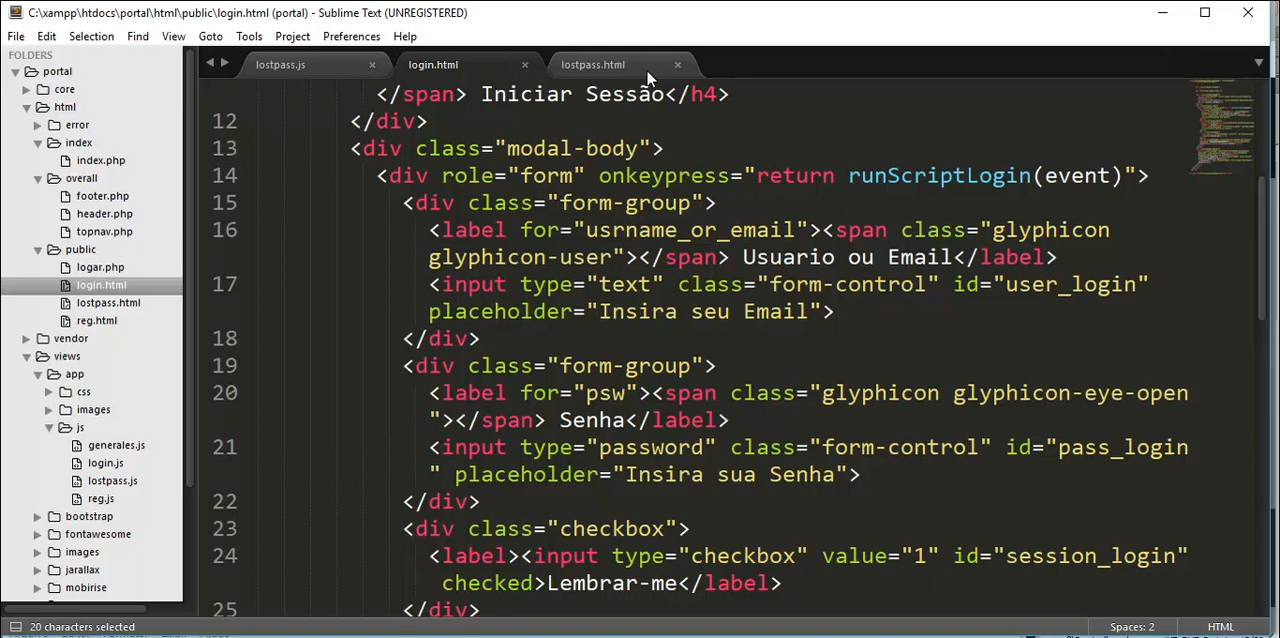 C:\xampp\htdocs\portal\html\public\login.html (portal) - Sublime Text (UNREGISTERED)
File Edit Selection Find View Goto Tools Project Preferences Help
FOLDERS
portal
core
html
error
index
index.php
overall
footer.php
header.php
topnav.php
public
logar.php
login.html
lostpass.html
reg.html
vendor
views
app
css
images
js
generales.js
login.js
lostpass.js
reg.js
bootstrap
fontawesome
images
jarallax
mobirise
lostpass.js login.html lostpass.html
</span> Iniciar Sessão</h4>
12 </div>
13 <div class="modal-body">
14 <div role="form" onkeypress="return runScriptLogin(event)">
15 <div class="form-group">
16 <label for="usrname_or_email"><span class="glyphicon
glyphicon-user"></span> Usuario ou Email</label>
17 <input type="text" class="form-control" id="user_login"
placeholder="Insira seu Email">
18 </div>
19 <div class="form-group">
20 <label for="psw"><span class="glyphicon glyphicon-eye-open
"></span> Senha</label>
21 <input type="password" class="form-control" id="pass_login
" placeholder="Insira sua Senha">
22 </div>
23 <div class="checkbox">
24 <label><input type="checkbox" value="1" id="session_login"
checked>Lembrar-me</label>
25 </div>
20 characters selected Spaces: 2 HTML